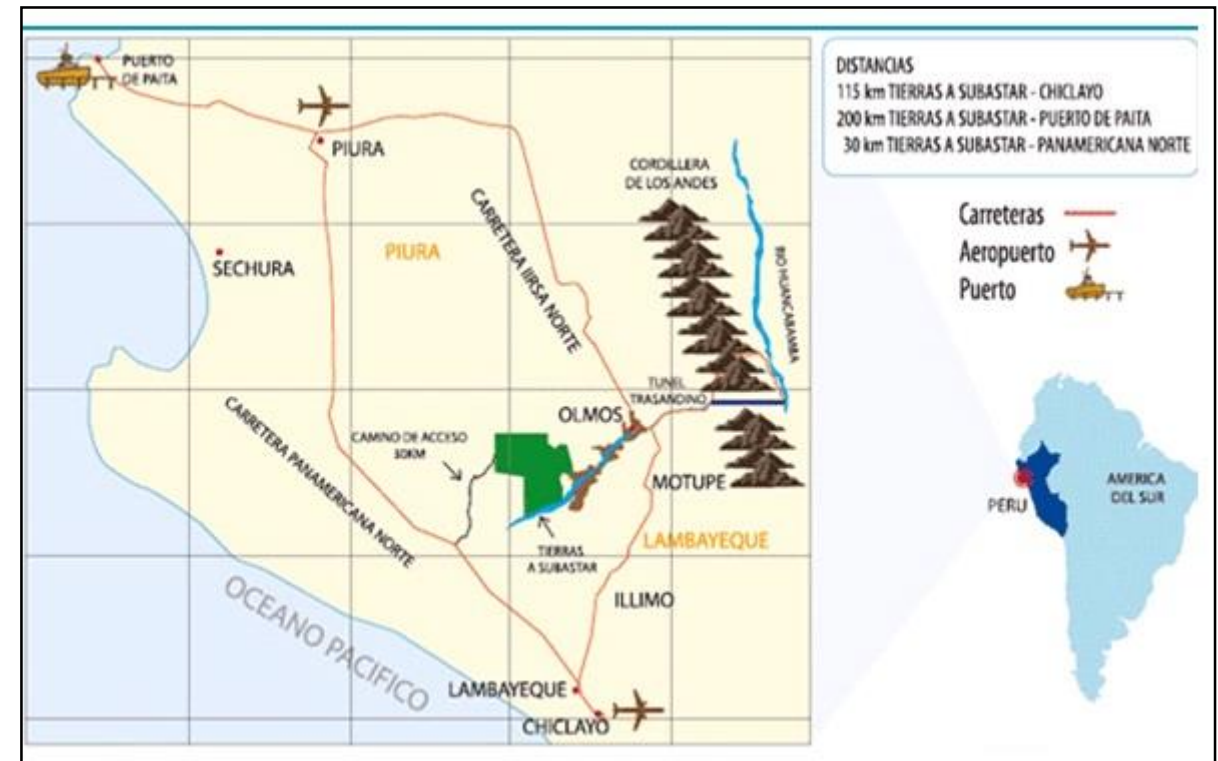 PUERTO
DE PAITA
PIURA
SECHURA
PIURA
CARRETERA IIRSA NORTE
CORDILLERA
DE LOS ANDES
RIO HUANCABAMBA
TUNEL
TRASANDINO
OLMOS
CAMINO DE ACCESO
30KM
CARRETERA PANAMERICANA NORTE
MOTUPE
LAMBAYEQUE
TIERRAS
A SUBASTAR
ILLIMO
OCEANO PACIFICO
LAMBAYEQUE
CHICLAYO
DISTANCIAS
115 km TIERRAS A SUBASTAR - CHICLAYO
200 km TIERRAS A SUBASTAR - PUERTO DE PAITA
30 km TIERRAS A SUBASTAR - PANAMERICANA NORTE
Carreteras
Aeropuerto
Puerto
PERU
AMERICA
DEL SUR